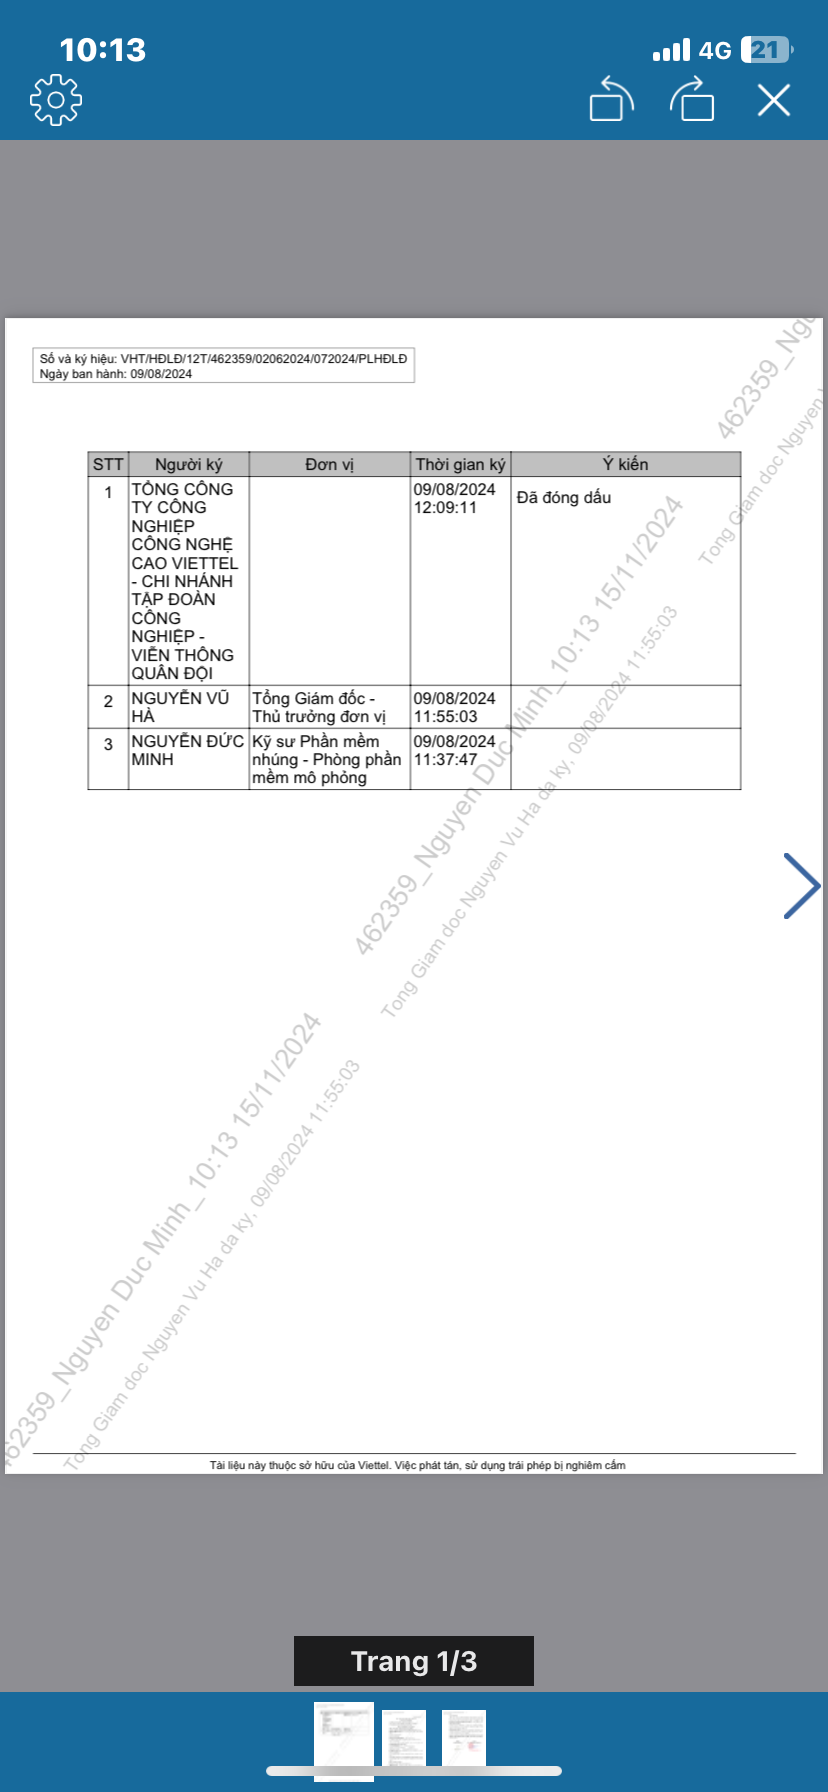 10:13
4G 21
Số và ký hiệu: VHT/HĐLĐ/12T/462359/02062024/072024/PLHĐLĐ
Ngày ban hành: 09/08/2024
STT Người ký Đơn vị Thời gian ký Ý kiến
1 TỔNG CÔNG TY CÔNG NGHIỆP CÔNG NGHỆ CAO VIETTEL - CHI NHÁNH TẬP ĐOÀN CÔNG NGHIỆP - VIỄN THÔNG QUÂN ĐỘI 09/08/2024 12:09:11 Đã đóng dấu
2 NGUYỄN VŨ HÀ Tổng Giám đốc - Thủ trưởng đơn vị 09/08/2024 11:55:03
3 NGUYỄN ĐỨC MINH Kỹ sư Phần mềm nhúng - Phòng phần mềm mô phỏng 09/08/2024 11:37:47
462359_Ngu
Tong Giam doc Nguyen
462359_Nguyen Duc Minh_10:13 15/11/2024
Tong Giam doc Nguyen Vu Ha da ky, 09/08/2024 11:55:03
462359_Nguyen Duc Minh_10:13 15/11/2024
Tong Giam doc Nguyen Vu Ha da ky, 09/08/2024 11:55:03
Tài liệu này thuộc sở hữu của Viettel. Việc phát tán, sử dụng trái phép bị nghiêm cấm
Trang 1/3